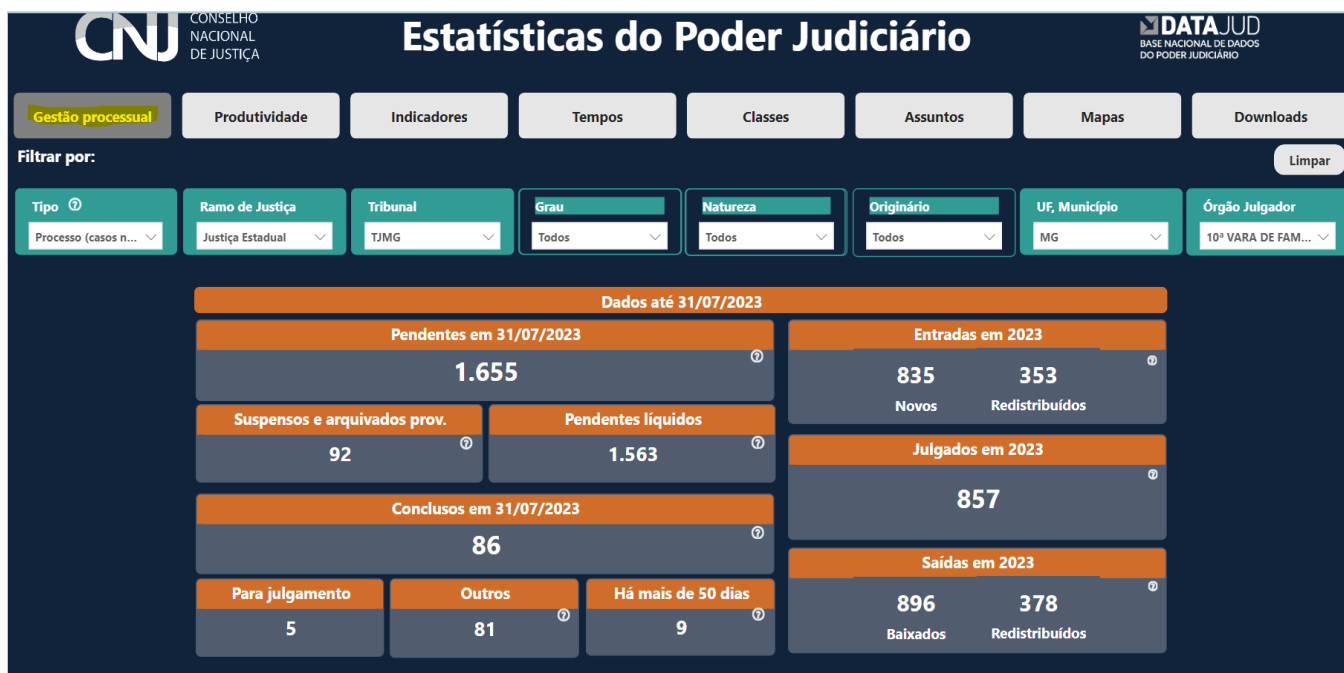 CNJ
CONSELHO
NACIONAL
DE JUSTIÇA
Estatísticas do Poder Judiciário
DATAJUD
BASE NACIONAL DE DADOS
DO PODER JUDICIÁRIO
Gestão processual
Produtividade
Indicadores
Tempos
Classes
Assuntos
Mapas
Downloads
Filtrar por:
Limpar
Tipo
Processo (casos n...
Ramo de Justiça
Justiça Estadual
Tribunal
TJMG
Grau
Todos
Natureza
Todos
Originário
Todos
UF, Município
MG
Órgão Julgador
10ª VARA DE FAM...
Dados até 31/07/2023
Pendentes em 31/07/2023
1.655
Suspensos e arquivados prov.
92
Pendentes líquidos
1.563
Conclusos em 31/07/2023
86
Para julgamento
5
Outros
81
Há mais de 50 dias
9
Entradas em 2023
835 353
Novos Redistribuídos
Julgados em 2023
857
Saídas em 2023
896 378
Baixados Redistribuídos